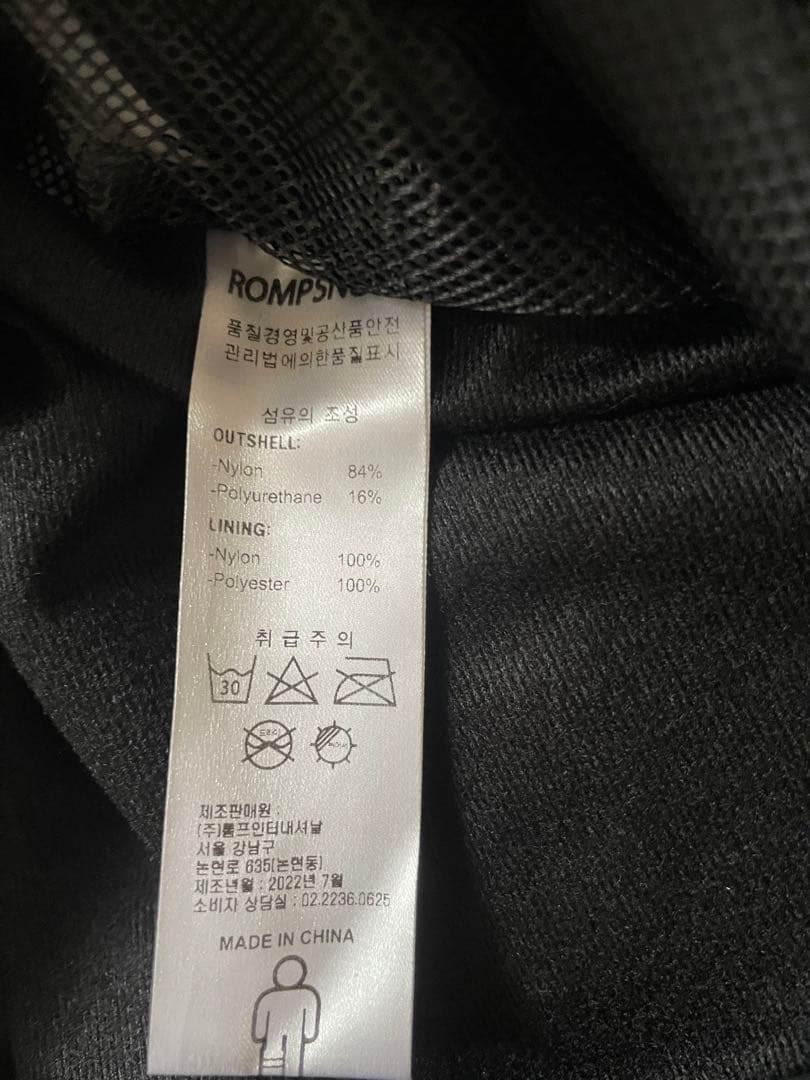 품질경영및공산품안전
관리법에의한품질표시
섬유의 조성
OUTSHELL:
-Nylon 84%
-Polyurethane 16%
LINING:
-Nylon 100%
-Polyester 100%
취 급 주 의
30
제조판매원 :
(주)롬프인터내셔날
서울 강남구
논현로 635(논현동)
제조년월 : 2022년 7월
소비자 상담실 : 02.2236.0625
MADE IN CHINA